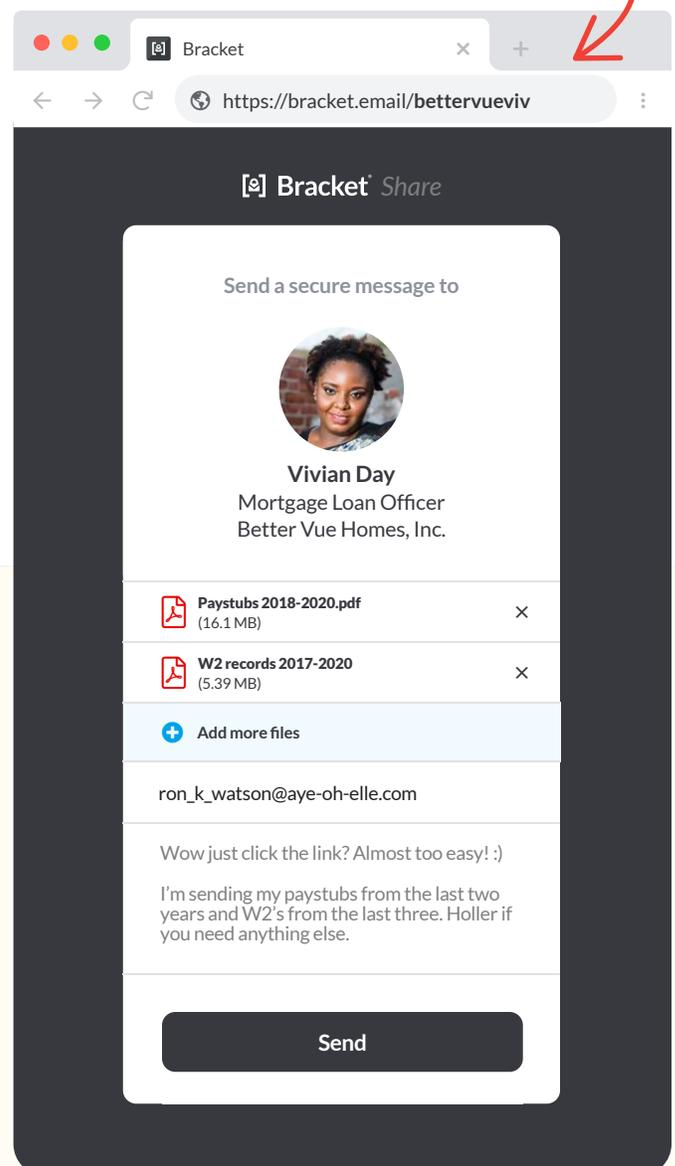 Bracket
https://bracket.email/bettervueviv
Bracket® Share
Send a secure message to
Vivian Day
Mortgage Loan Officer
Better Vue Homes, Inc.
Paystubs 2018-2020.pdf
(16.1 MB)
W2 records 2017-2020
(5.39 MB)
Add more files
ron_k_watson@aye-oh-elle.com
Wow just click the link? Almost too easy! :)
I’m sending my paystubs from the last two
years and W2’s from the last three. Holler if
you need anything else.
Send